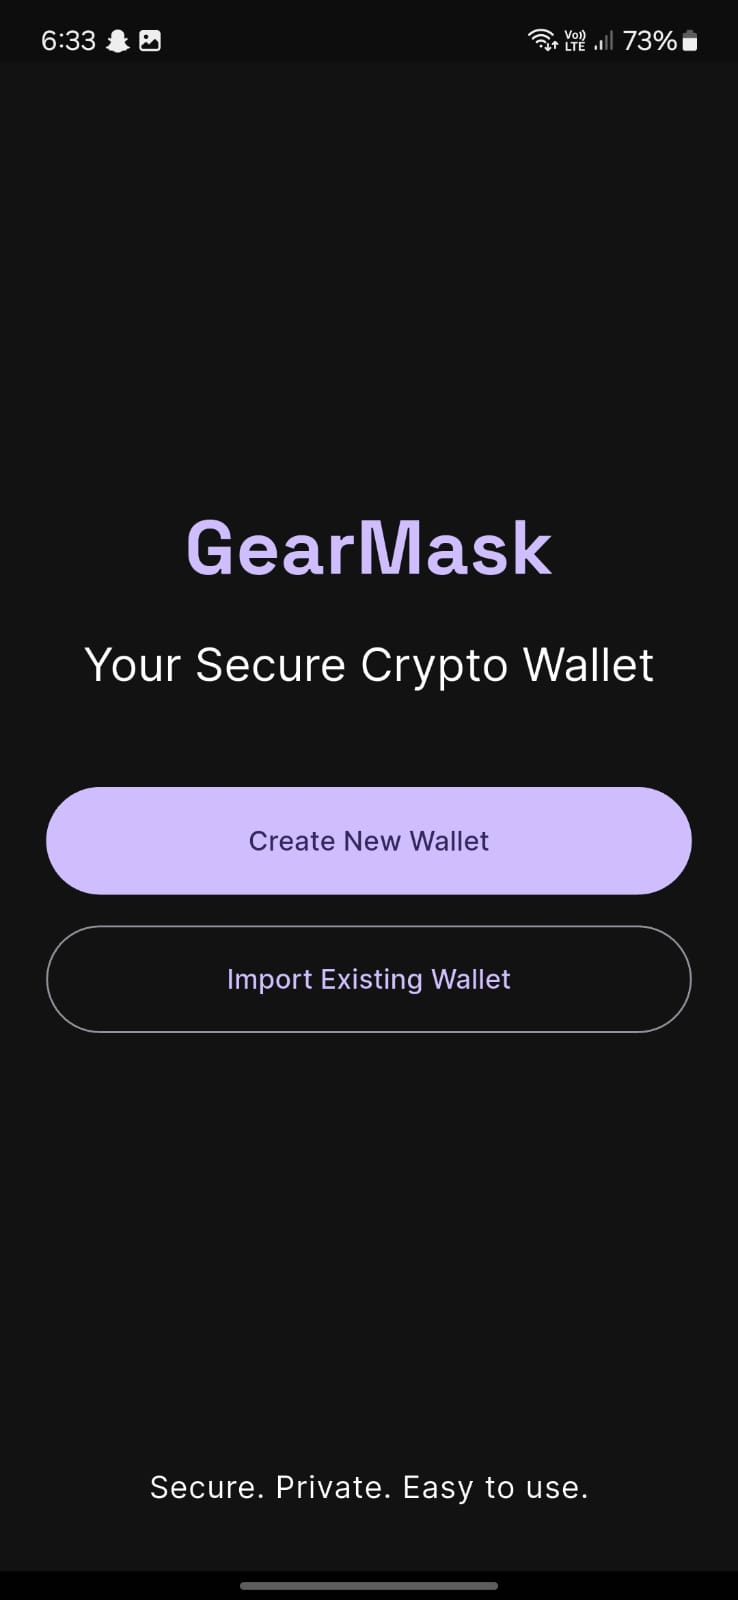 6:33
Vo)) LTE 73%
GearMask
Your Secure Crypto Wallet
Create New Wallet
Import Existing Wallet
Secure. Private. Easy to use.